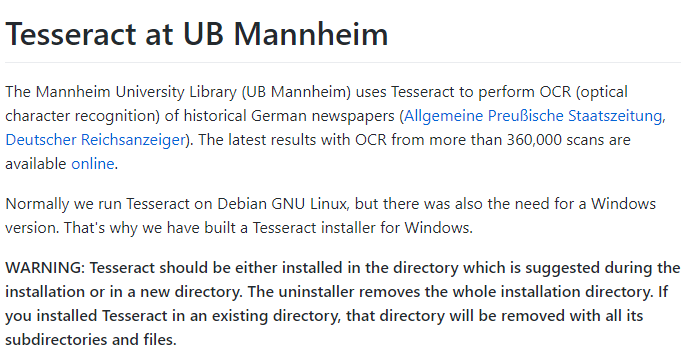 Tesseract at UB Mannheim
The Mannheim University Library (UB Mannheim) uses Tesseract to perform OCR (optical
character recognition) of historical German newspapers (Allgemeine Preußische Staatszeitung,
Deutscher Reichsanzeiger). The latest results with OCR from more than 360,000 scans are
available online.
Normally we run Tesseract on Debian GNU Linux, but there was also the need for a Windows
version. That's why we have built a Tesseract installer for Windows.
WARNING: Tesseract should be either installed in the directory which is suggested during the
installation or in a new directory. The uninstaller removes the whole installation directory. If
you installed Tesseract in an existing directory, that directory will be removed with all its
subdirectories and files.